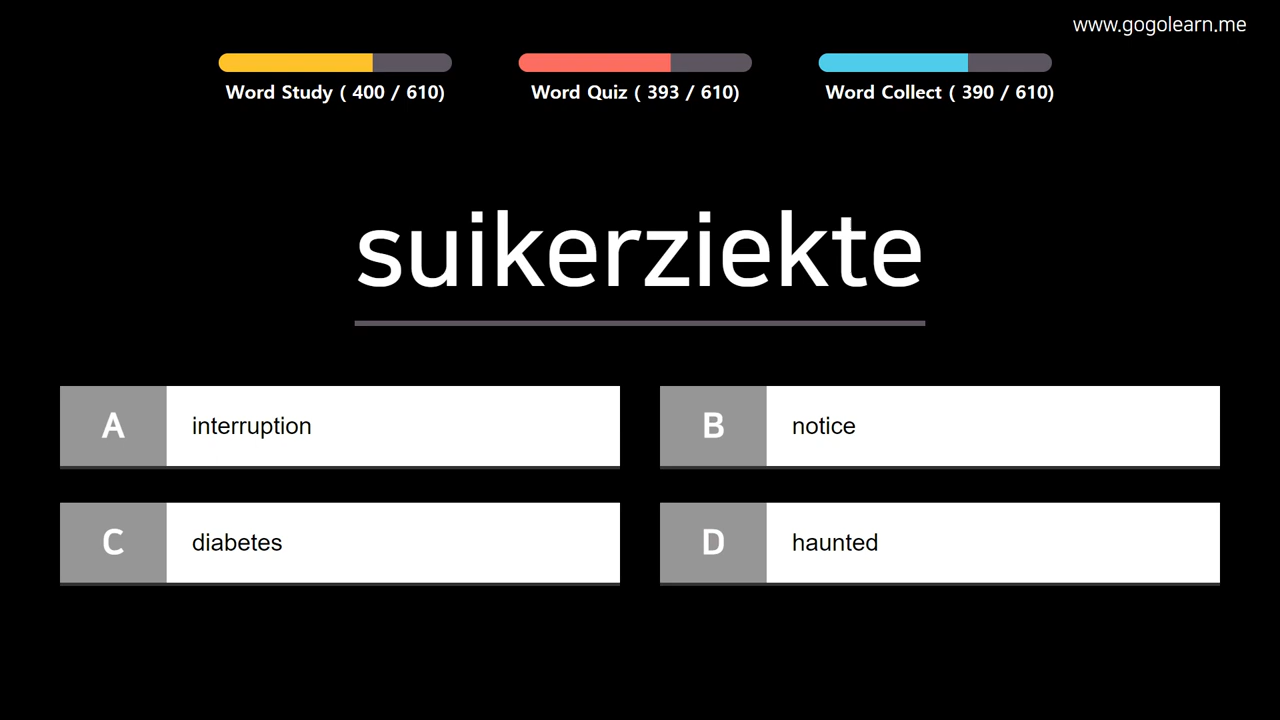 www.gogolearn.me
Word Study ( 400 / 610)
Word Quiz ( 393 / 610)
Word Collect ( 390 / 610)
suikerziekte
A interruption
B notice
C diabetes
D haunted